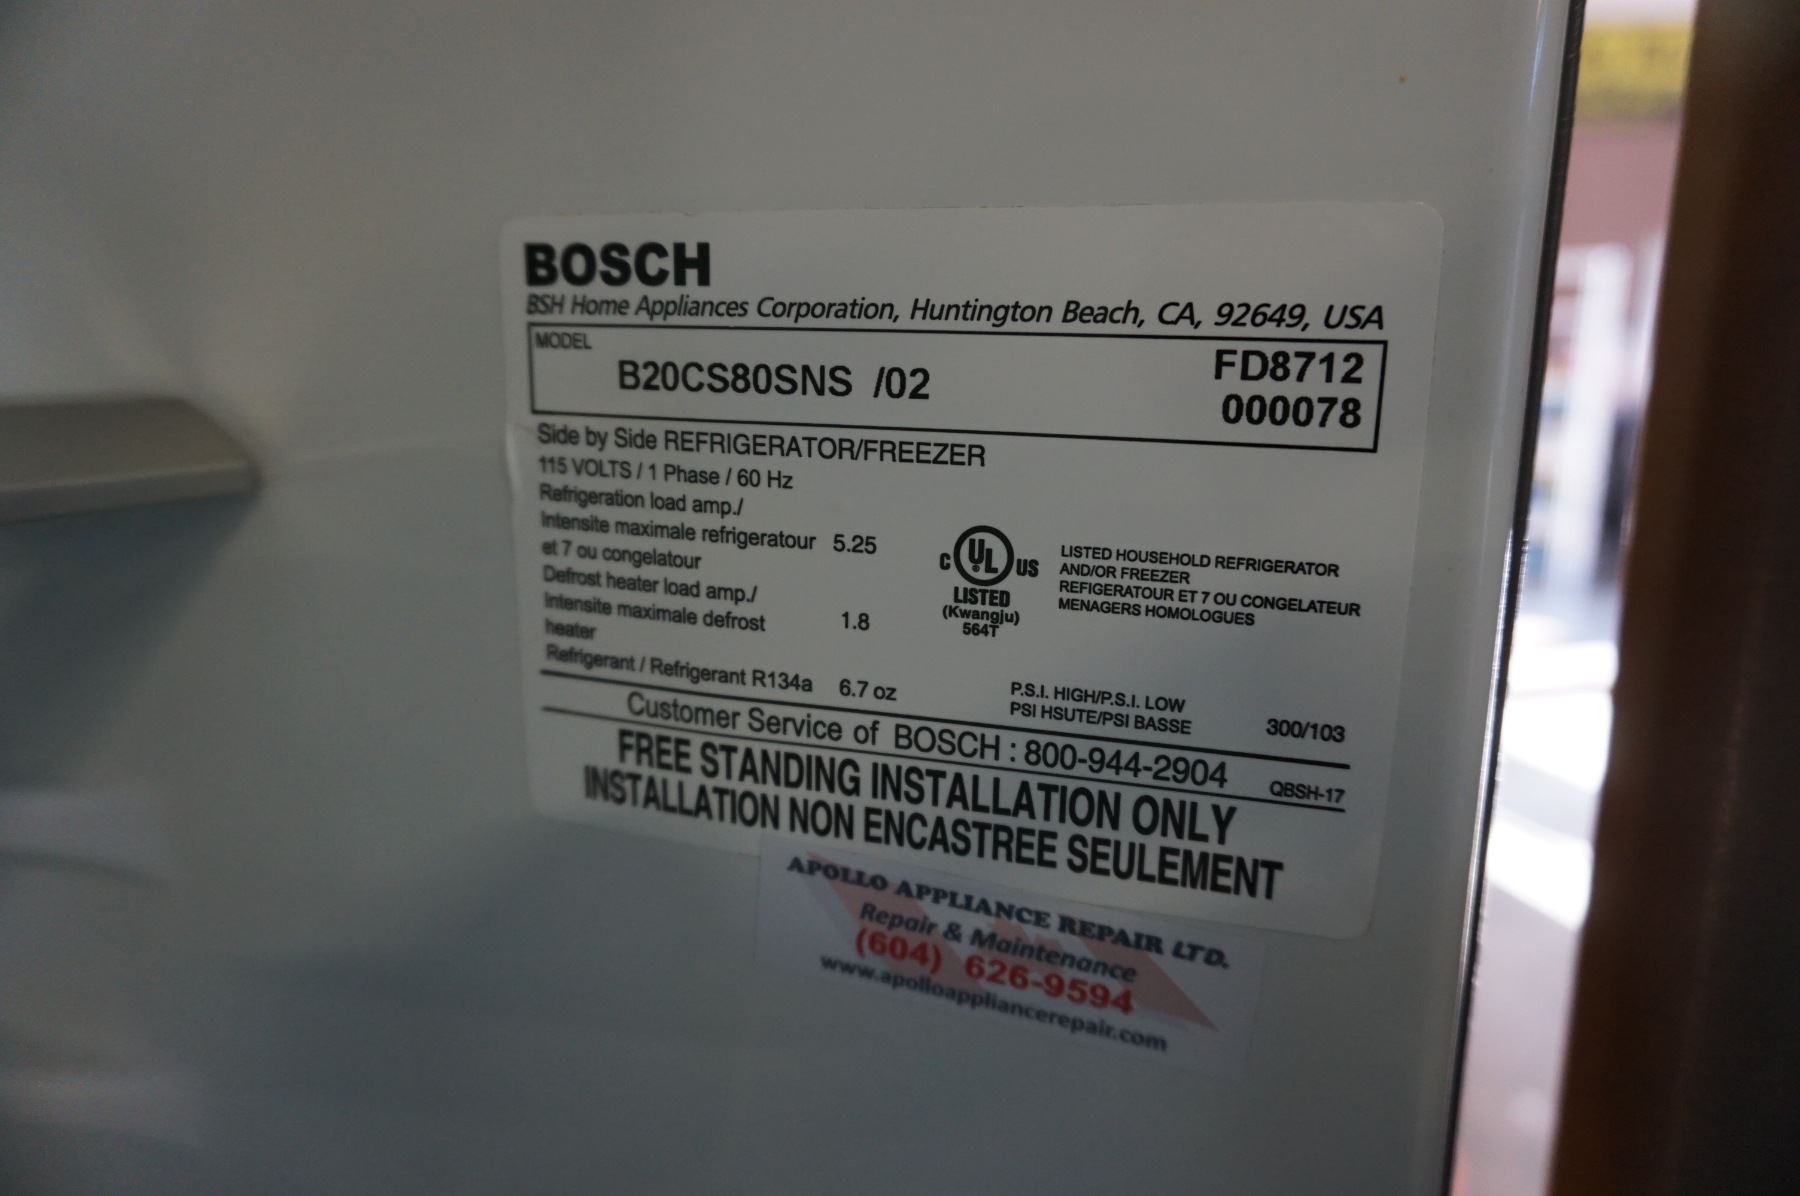 BOSCH
BSH Home Appliances Corporation, Huntington Beach, CA, 92649, USA
MODEL
B20CS80SNS /02
FD8712
000078
Side by Side REFRIGERATOR/FREEZER
115 VOLTS / 1 Phase / 60 Hz
Refrigeration load amp./
Intensite maximale refrigeratour 5.25
et 7 ou congelatour
Defrost heater load amp./
Intensite maximale defrost 1.8
heater
Refrigerant / Refrigerant R134a 6.7 oz
C UL US
LISTED
(Kwangju)
564T
LISTED HOUSEHOLD REFRIGERATOR
AND/OR FREEZER
REFIGERATOUR ET 7 OU CONGELATEUR
MENAGERS HOMOLOGUES
P.S.I. HIGH/P.S.I. LOW
PSI HSUTE/PSI BASSE 300/103
Customer Service of BOSCH : 800-944-2904 QBSH-17
FREE STANDING INSTALLATION ONLY
INSTALLATION NON ENCASTREE SEULEMENT
APOLLO APPLIANCE REPAIR LTD.
Repair & Maintenance
(604) 626-9594
www.apolloappliancerepair.com